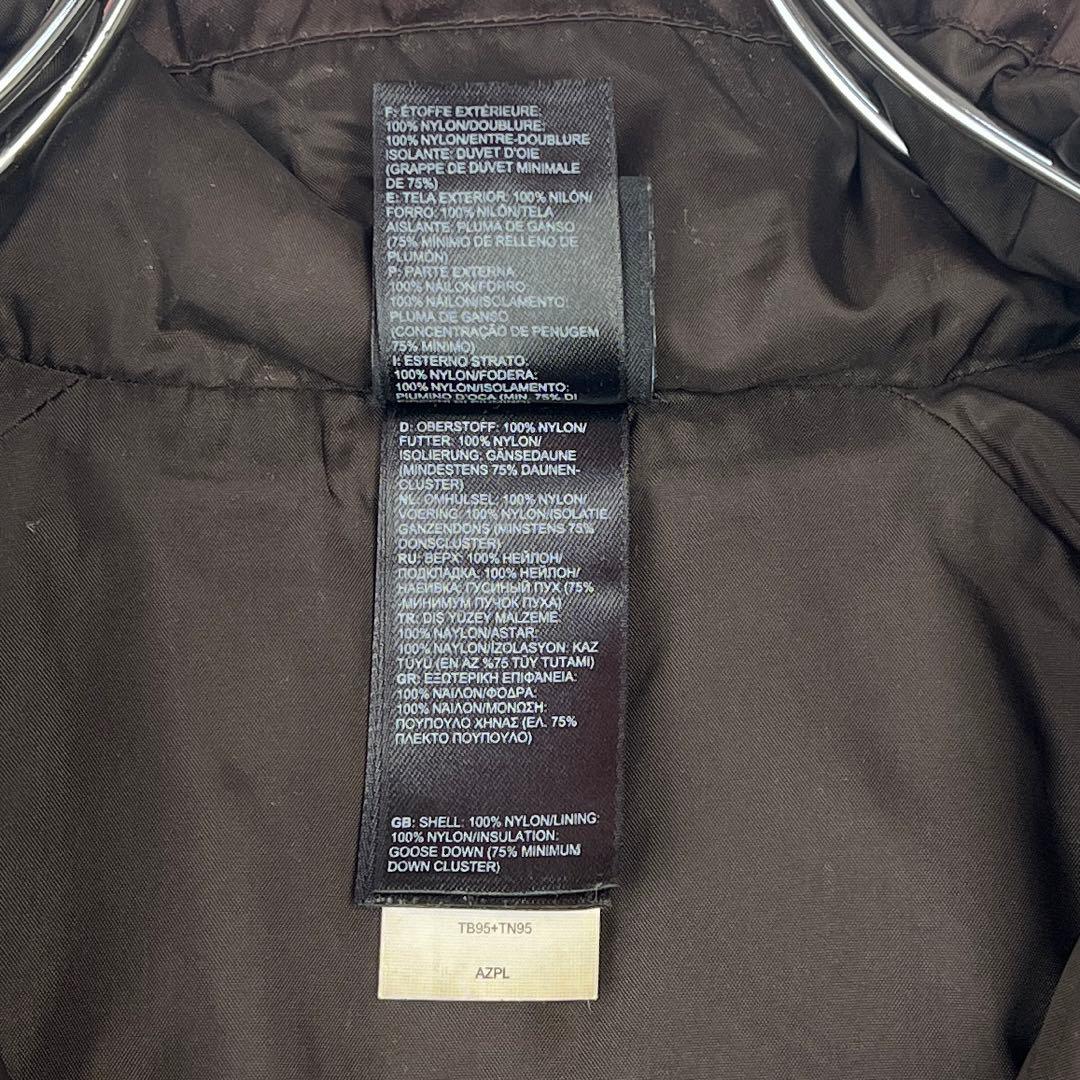 F: ÉTOFFE EXTÉRIEURE:
100% NYLON/DOUBLURE:
100% NYLON/ENTRE-DOUBLURE
ISOLANTE: DUVET D'OIE
(GRAPPE DE DUVET MINIMALE
DE 75%)
E: TELA EXTERIOR: 100% NILÓN/
FORRO: 100% NILÓN/TELA
AISLANTE: PLUMA DE GANSO
(75% MÍNIMO DE RELLENO DE
PLUMÓN)
P: PARTE EXTERNA
100% NÁILON/FORRO:
100% NÁILON/ISOLAMENTO:
PLUMA DE GANSO
(CONCENTRAÇÃO DE PENUGEM
75% MÍNIMO)
I: ESTERNO STRATO:
100% NYLON/FODERA:
100% NYLON/ISOLAMENTO:
PIUMINO D'OCA (MIN. 75% DI
D: OBERSTOFF: 100% NYLON/
FUTTER: 100% NYLON/
ISOLIERUNG: GÄNSEDAUNE
(MINDESTENS 75% DAUNEN-
CLUSTER)
NL: OMHULSEL: 100% NYLON/
VOERING: 100% NYLON/ISOLATIE:
GANZENDONS (MINSTENS 75%
DONSCLUSTER)
RU: ВЕРХ: 100% НЕЙЛОН/
ПОДКЛАДКА: 100% НЕЙЛОН/
НАБИВКА: ГУСИНЫЙ ПУХ (75%
-МИНИМУМ ПУЧОК ПУХА)
TR: DIŞ YÜZEY MALZEME:
100% NAYLON/ASTAR:
100% NAYLON/İZOLASYON: KAZ
TÜYÜ (EN AZ %75 TÜY TUTAMI)
GR: ΕΞΩΤΕΡΙΚΗ ΕΠΙΦΑΝΕΙΑ:
100% ΝΑΪΛΟΝ/ΦΟΔΡΑ:
100% ΝΑΪΛΟΝ/ΜΟΝΩΣΗ:
ΠΟΥΠΟΥΛΟ ΧΗΝΑΣ (ΕΛ. 75%
ΠΛΕΚΤΟ ΠΟΥΠΟΥΛΟ)
GB: SHELL: 100% NYLON/LINING:
100% NYLON/INSULATION:
GOOSE DOWN (75% MINIMUM
DOWN CLUSTER)
TB95+TN95
AZPL